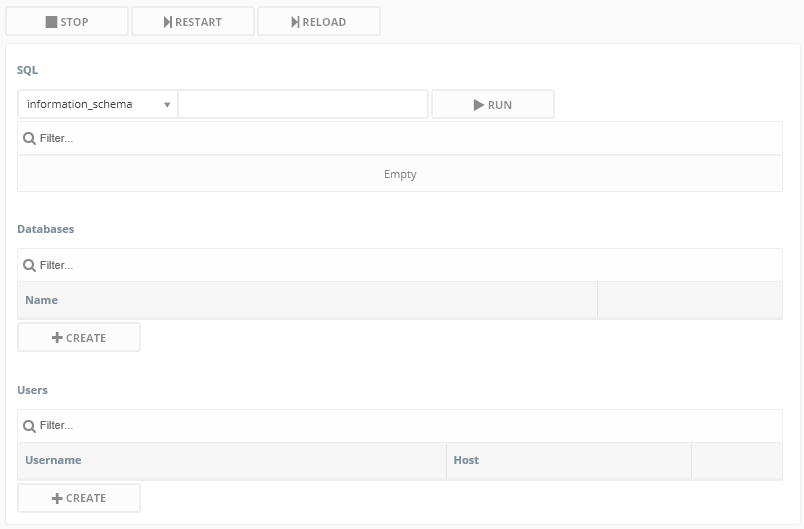 STOP RESTART RELOAD
SQL
information_schema RUN
Filter...
Empty
Databases
Filter...
Name
CREATE
Users
Filter...
Username Host
CREATE